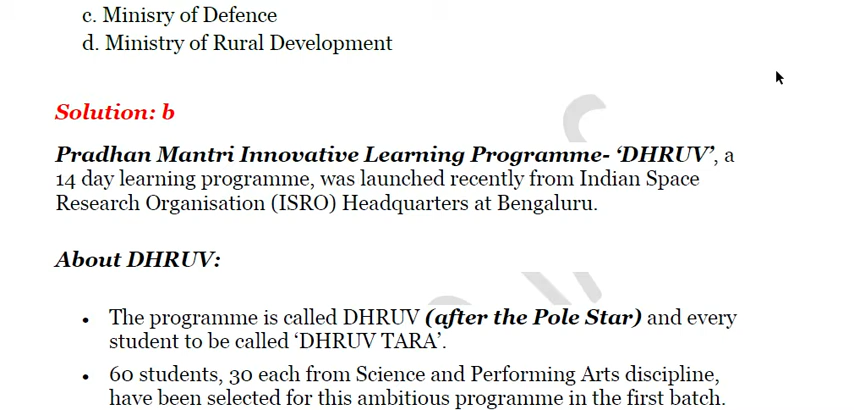 c. Minisry of Defence
d. Ministry of Rural Development
Solution: b
Pradhan Mantri Innovative Learning Programme- ‘DHRUV’, a
14 day learning programme, was launched recently from Indian Space
Research Organisation (ISRO) Headquarters at Bengaluru.
About DHRUV:
• The programme is called DHRUV (after the Pole Star) and every
student to be called ‘DHRUV TARA’.
• 60 students, 30 each from Science and Performing Arts discipline,
have been selected for this ambitious programme in the first batch.